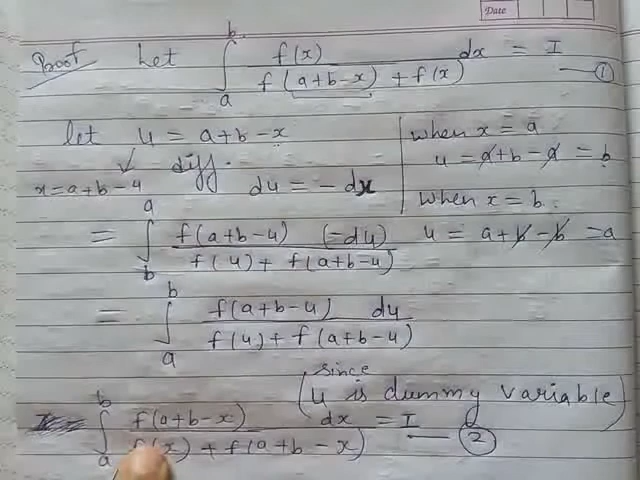 Date
Proof Let ∫_a^b f(x) / (f(a+b-x) + f(x)) dx = I —①
let u = a+b-x
when x = a
diff.
u = a+b-a = b
x = a+b-u
du = -dx
when x = b
= ∫_b^a f(a+b-u) (-du) / (f(u) + f(a+b-u))
u = a+b-b = a
= ∫_a^b f(a+b-u) du / (f(u) + f(a+b-u))
(since u is dummy variable)
∫_a^b f(a+b-x) / (f(x) + f(a+b-x)) dx = I —②